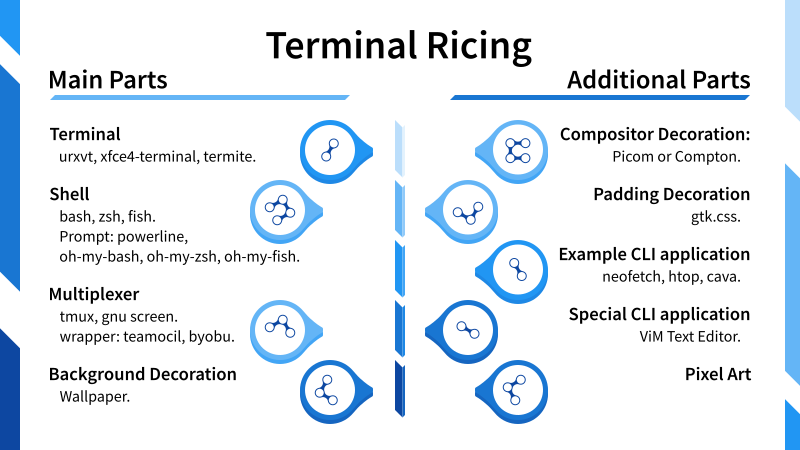 Terminal Ricing
Main Parts
Terminal
urxvt, xfce4-terminal, termite.
Shell
bash, zsh, fish.
Prompt: powerline,
oh-my-bash, oh-my-zsh, oh-my-fish.
Multiplexer
tmux, gnu screen.
wrapper: teamocil, byobu.
Background Decoration
Wallpaper.
Additional Parts
Compositor Decoration:
Picom or Compton.
Padding Decoration
gtk.css.
Example CLI application
neofetch, htop, cava.
Special CLI application
ViM Text Editor.
Pixel Art